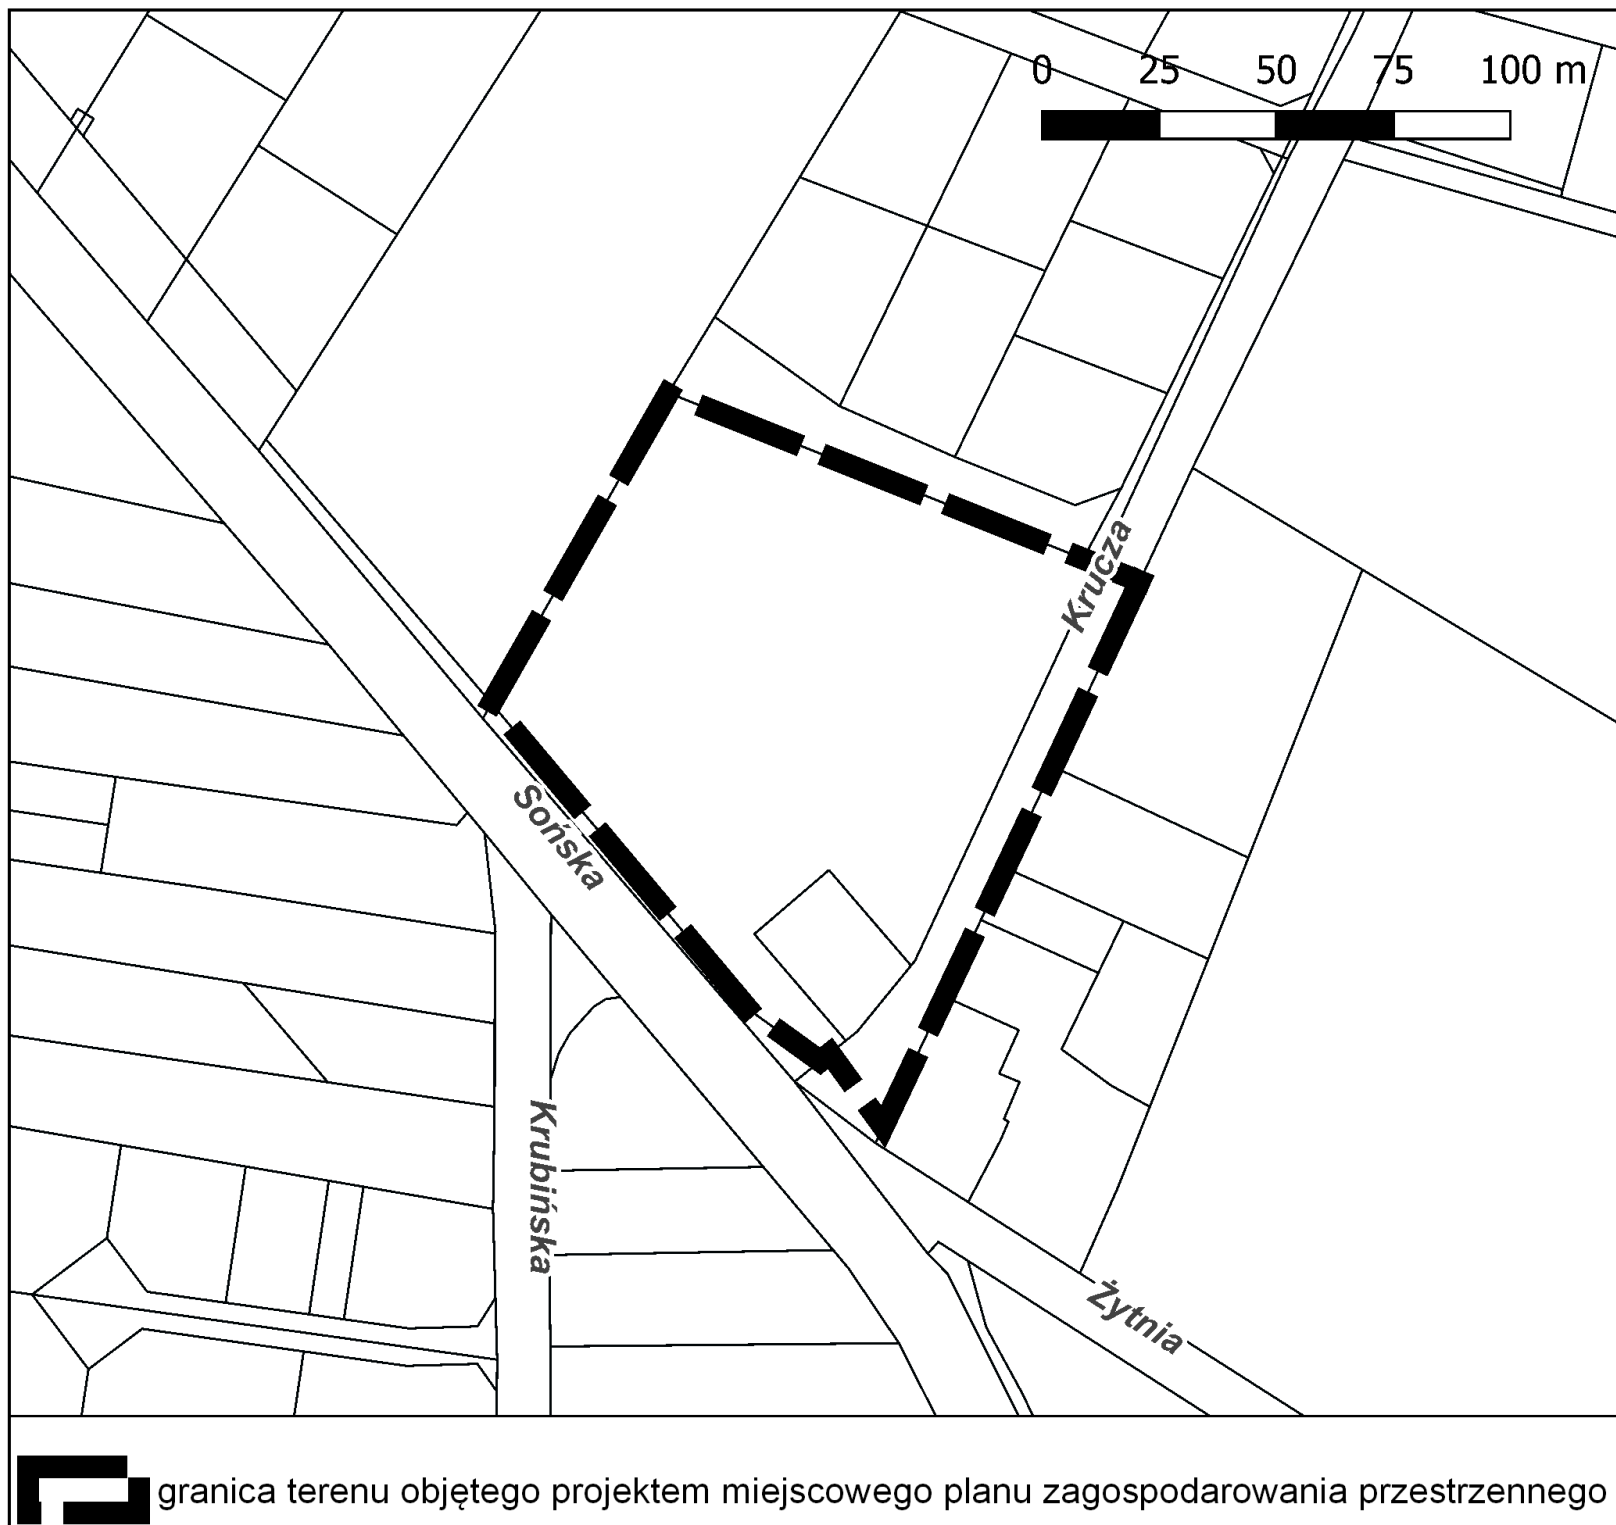 0 25 50 75 100 m
Krucza
Sońska
Krubińska
Żytnia
granica terenu objętego projektem miejscowego planu zagospodarowania przestrzennego